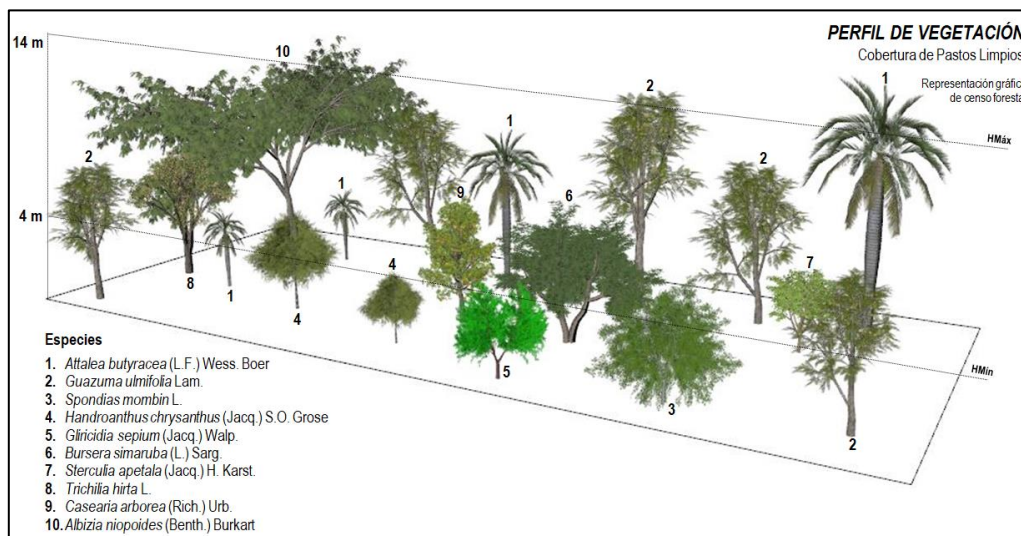 PERFIL DE VEGETACIÓN
Cobertura de Pastos Limpios
Representación gráfic
de censo foresta
14 m
10
2
1
1
HMáx
2
2
1
9
6
4 m
7
4
8
1
4
5
3
2
HMín
Especies
1. Attalea butyracea (L.F.) Wess. Boer
2. Guazuma ulmifolia Lam.
3. Spondias mombin L.
4. Handroanthus chrysanthus (Jacq.) S.O. Grose
5. Gliricidia sepium (Jacq.) Walp.
6. Bursera simaruba (L.) Sarg.
7. Sterculia apetala (Jacq.) H. Karst.
8. Trichilia hirta L.
9. Casearia arborea (Rich.) Urb.
10. Albizia niopoides (Benth.) Burkart